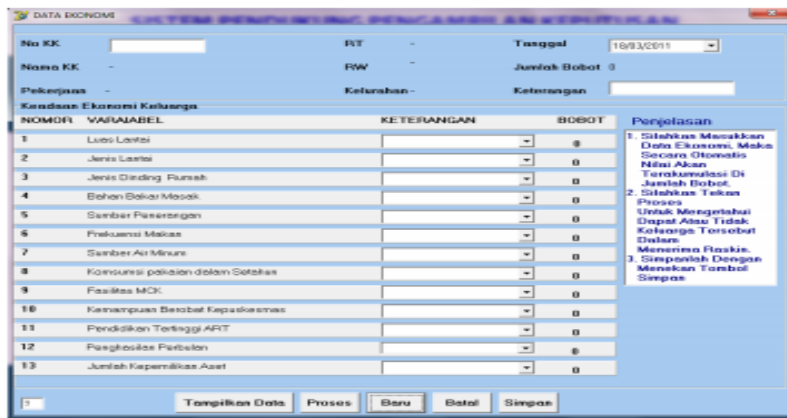 DATA EKONOMI
SISTEM PENDUKUNG PENGAMBILAN KEPUTUSAN
No KK RT - Tanggal 18/03/2011
Nama KK - RW - Jumlah Bobot 0
Pekerjaan - Kelurahan - Keterangan
Keadaan Ekonomi Keluarga
NOMOR VARAIABEL KETERANGAN BOBOT
1 Luas Lantai 0
2 Jenis Lantai 0
3 Jenis Dinding Rumah 0
4 Bahan Bakar Masak 0
5 Sumber Penerangan 0
6 Frekuensi Makan 0
7 Sumber Air Minum 0
8 Komsumsi pakaian dalam Setahun 0
9 Fasilitas MCK 0
10 Kemampuan Berobat Kepuskesmas 0
11 Pendidikan Tertinggi ART 0
12 Penghasilan Perbulan 0
13 Jumlah Kepemilikan Aset 0
Penjelasan
1. Silahkan Masukkan
Data Ekonomi, Maka
Secara Otomatis
Nilai Akan
Terakumulasi Di
Jumlah Bobot.
2. Silahkan Tekan
Proses
Untuk Mengetahui
Dapat Atau Tidak
Keluarga Tersebut
Dalam
Menerima Raskin.
3. Simpanlah Dengan
Menekan Tombol
Simpan
Tampilkan Data Proses Baru Batal Simpan